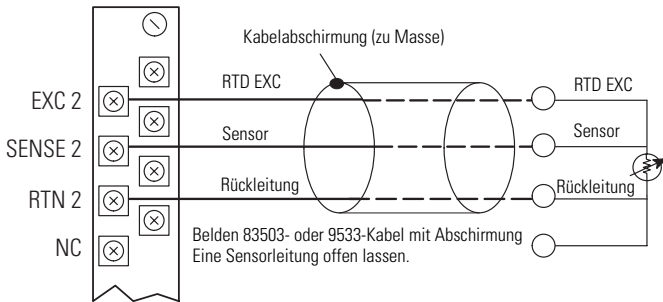 Kabelabschirmung (zu Masse)
RTD EXC
RTD EXC
EXC 2
Sensor
Sensor
SENSE 2
Rückleitung
Rückleitung
RTN 2
Belden 83503- oder 9533-Kabel mit Abschirmung
NC
Eine Sensorleitung offen lassen.